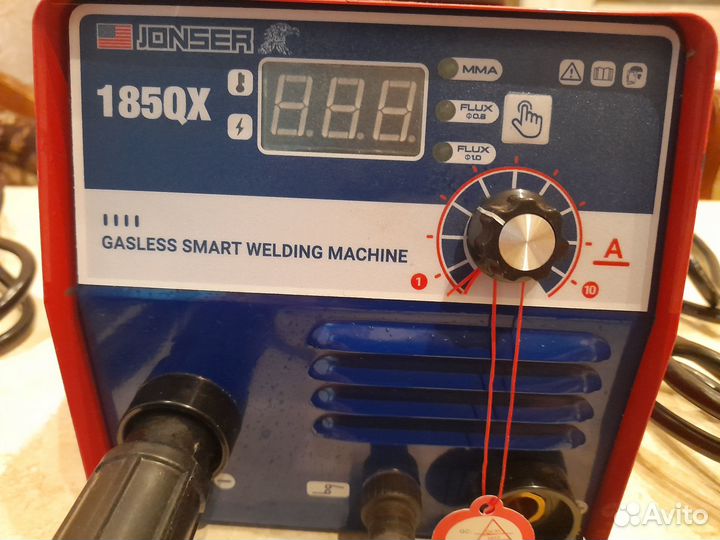 JONSER
185QX
MMA
FLUX
Φ0.8
FLUX
Φ1.0
A
1
10
GASLESS SMART WELDING MACHINE
Avito